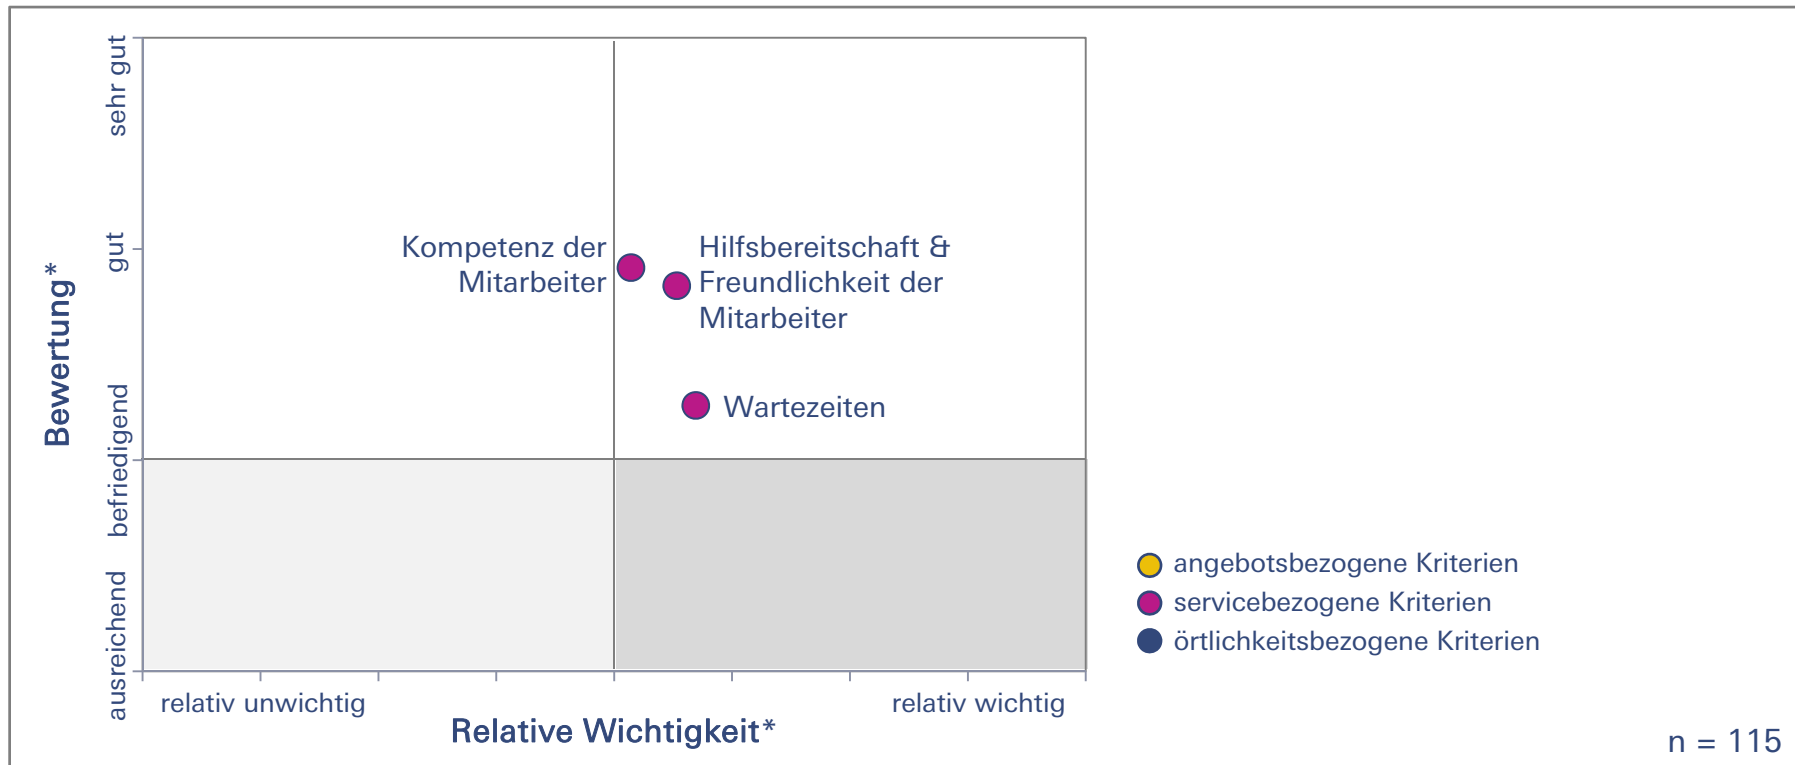 Bewertung*
sehr gut
gut
befriedigend
ausreichend
Kompetenz der
Mitarbeiter
Hilfsbereitschaft &
Freundlichkeit der
Mitarbeiter
Wartezeiten
angebotsbezogene Kriterien
servicebezogene Kriterien
örtlichkeitsbezogene Kriterien
relativ unwichtig
relativ wichtig
Relative Wichtigkeit*
n = 115